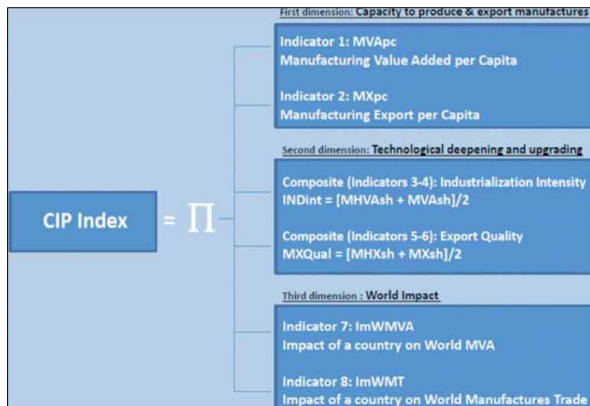 First dimension: Capacity to produce & export manufactures
Indicator 1: MVApc
Manufacturing Value Added per Capita
Indicator 2: MXpc
Manufacturing Export per Capita
Second dimension: Technological deepening and upgrading
Composite (Indicators 3-4): Industrialization Intensity
INDint = [MHVAsh + MVAsh]/2
CIP Index = ∏
Composite (Indicators 5-6): Export Quality
MXQual = [MHXsh + MXsh]/2
Third dimension : World Impact
Indicator 7: ImWMVA
Impact of a country on World MVA
Indicator 8: ImWMT
Impact of a country on World Manufactures Trade